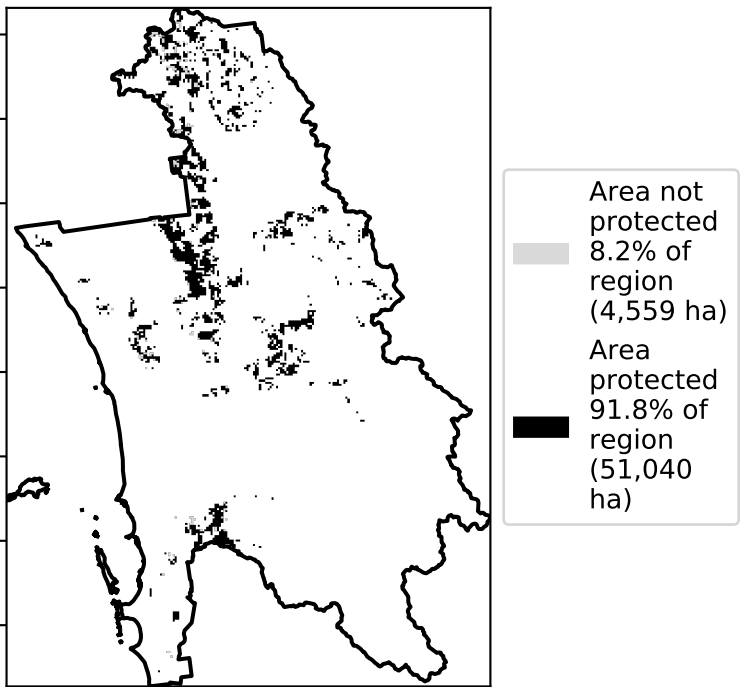 Area not
protected
8.2% of
region
(4,559 ha)
Area
protected
91.8% of
region
(51,040
ha)